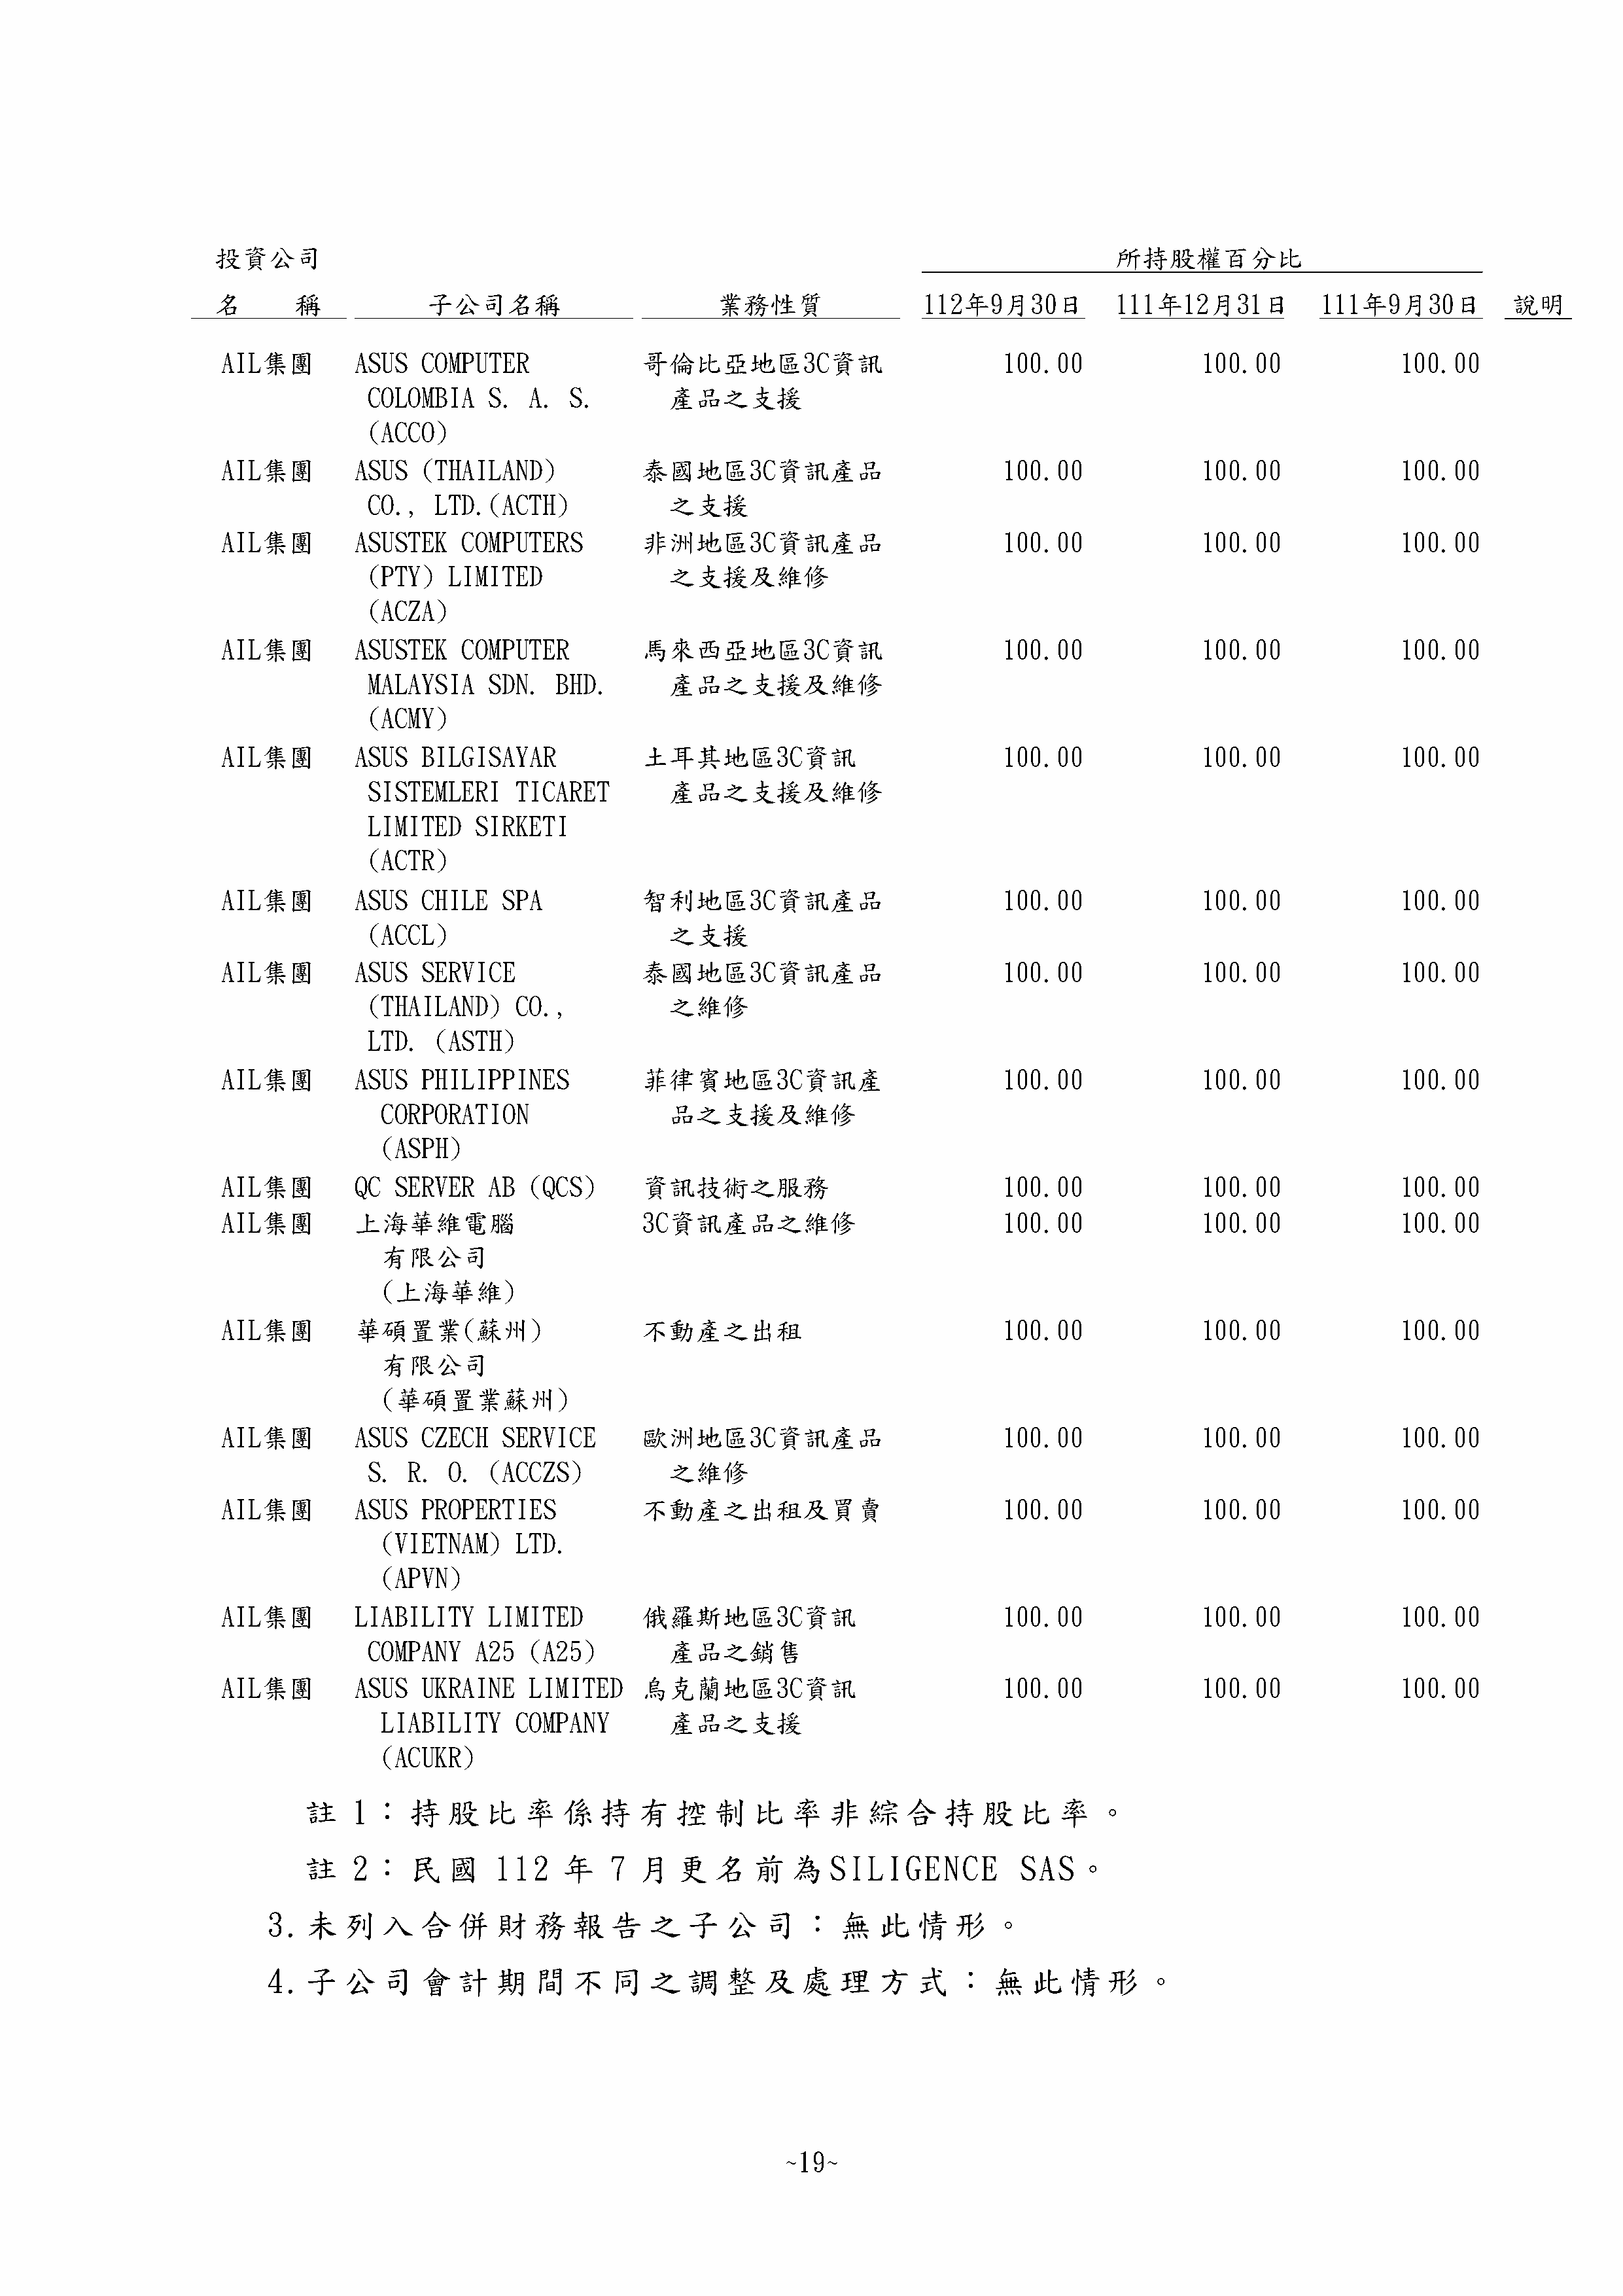 投資公司 所持股權百分比
名 稱 子公司名稱 業務性質 112年9月30日 111年12月31日 111年9月30日 說明
AIL集團 ASUS COMPUTER 哥倫比亞地區3C資訊 100.00 100.00 100.00
COLOMBIA S. A. S. 產品之支援
(ACCO)
AIL集團 ASUS (THAILAND) 泰國地區3C資訊產品 100.00 100.00 100.00
CO., LTD.(ACTH) 之支援
AIL集團 ASUSTEK COMPUTERS 非洲地區3C資訊產品 100.00 100.00 100.00
(PTY) LIMITED 之支援及維修
(ACZA)
AIL集團 ASUSTEK COMPUTER 馬來西亞地區3C資訊 100.00 100.00 100.00
MALAYSIA SDN. BHD. 產品之支援及維修
(ACMY)
AIL集團 ASUS BILGISAYAR 土耳其地區3C資訊 100.00 100.00 100.00
SISTEMLERI TICARET 產品之支援及維修
LIMITED SIRKETI
(ACTR)
AIL集團 ASUS CHILE SPA 智利地區3C資訊產品 100.00 100.00 100.00
(ACCL) 之支援
AIL集團 ASUS SERVICE 泰國地區3C資訊產品 100.00 100.00 100.00
(THAILAND) CO., 之維修
LTD. (ASTH)
AIL集團 ASUS PHILIPPINES 菲律賓地區3C資訊產 100.00 100.00 100.00
CORPORATION 品之支援及維修
(ASPH)
AIL集團 QC SERVER AB (QCS) 資訊技術之服務 100.00 100.00 100.00
AIL集團 上海華維電腦 3C資訊產品之維修 100.00 100.00 100.00
有限公司
(上海華維)
AIL集團 華碩置業(蘇州) 不動產之出租 100.00 100.00 100.00
有限公司
(華碩置業蘇州)
AIL集團 ASUS CZECH SERVICE 歐洲地區3C資訊產品 100.00 100.00 100.00
S. R. O. (ACCZS) 之維修
AIL集團 ASUS PROPERTIES 不動產之出租及買賣 100.00 100.00 100.00
(VIETNAM) LTD.
(APVN)
AIL集團 LIABILITY LIMITED 俄羅斯地區3C資訊 100.00 100.00 100.00
COMPANY A25 (A25) 產品之銷售
AIL集團 ASUS UKRAINE LIMITED 烏克蘭地區3C資訊 100.00 100.00 100.00
LIABILITY COMPANY 產品之支援
(ACUKR)
註 1：持股比率係持有控制比率非綜合持股比率。
註 2：民國 112 年 7 月更名前為SILIGENCE SAS。
3.未列入合併財務報告之子公司：無此情形。
4.子公司會計期間不同之調整及處理方式：無此情形。
~19~